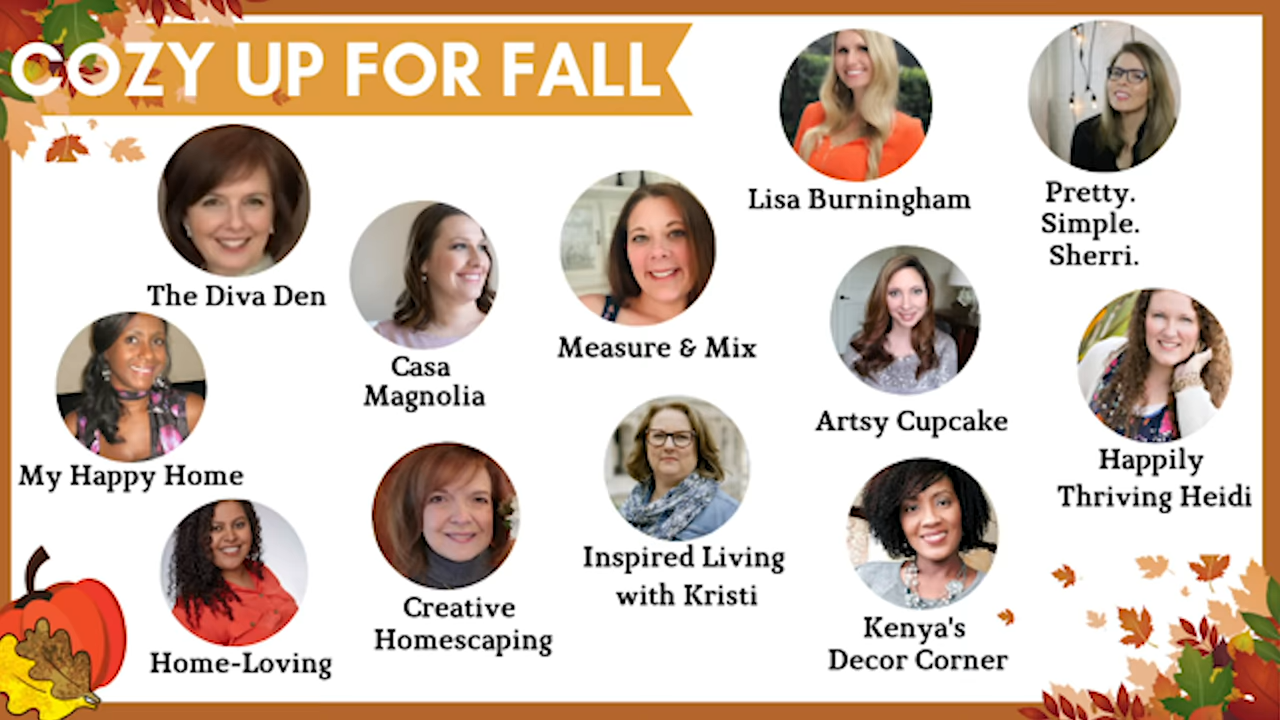 COZY UP FOR FALL
Lisa Burningham
Pretty.
Simple.
Sherri.
The Diva Den
Casa
Magnolia
Measure & Mix
Artsy Cupcake
Happily
Thriving Heidi
My Happy Home
Creative
Homescaping
Inspired Living
with Kristi
Kenya's
Decor Corner
Home-Loving